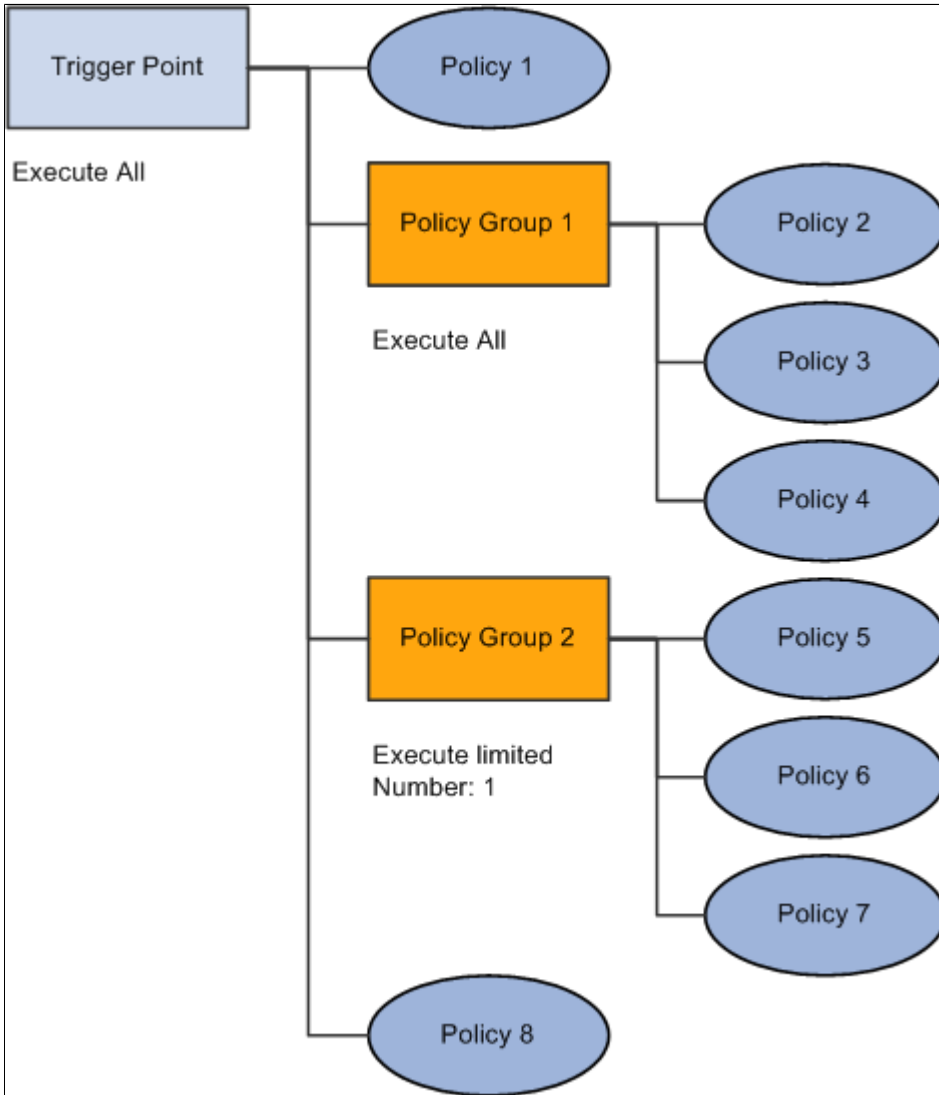 Trigger Point
Policy 1
Execute All
Policy Group 1
Policy 2
Execute All
Policy 3
Policy 4
Policy Group 2
Policy 5
Execute limited
Number: 1
Policy 6
Policy 7
Policy 8